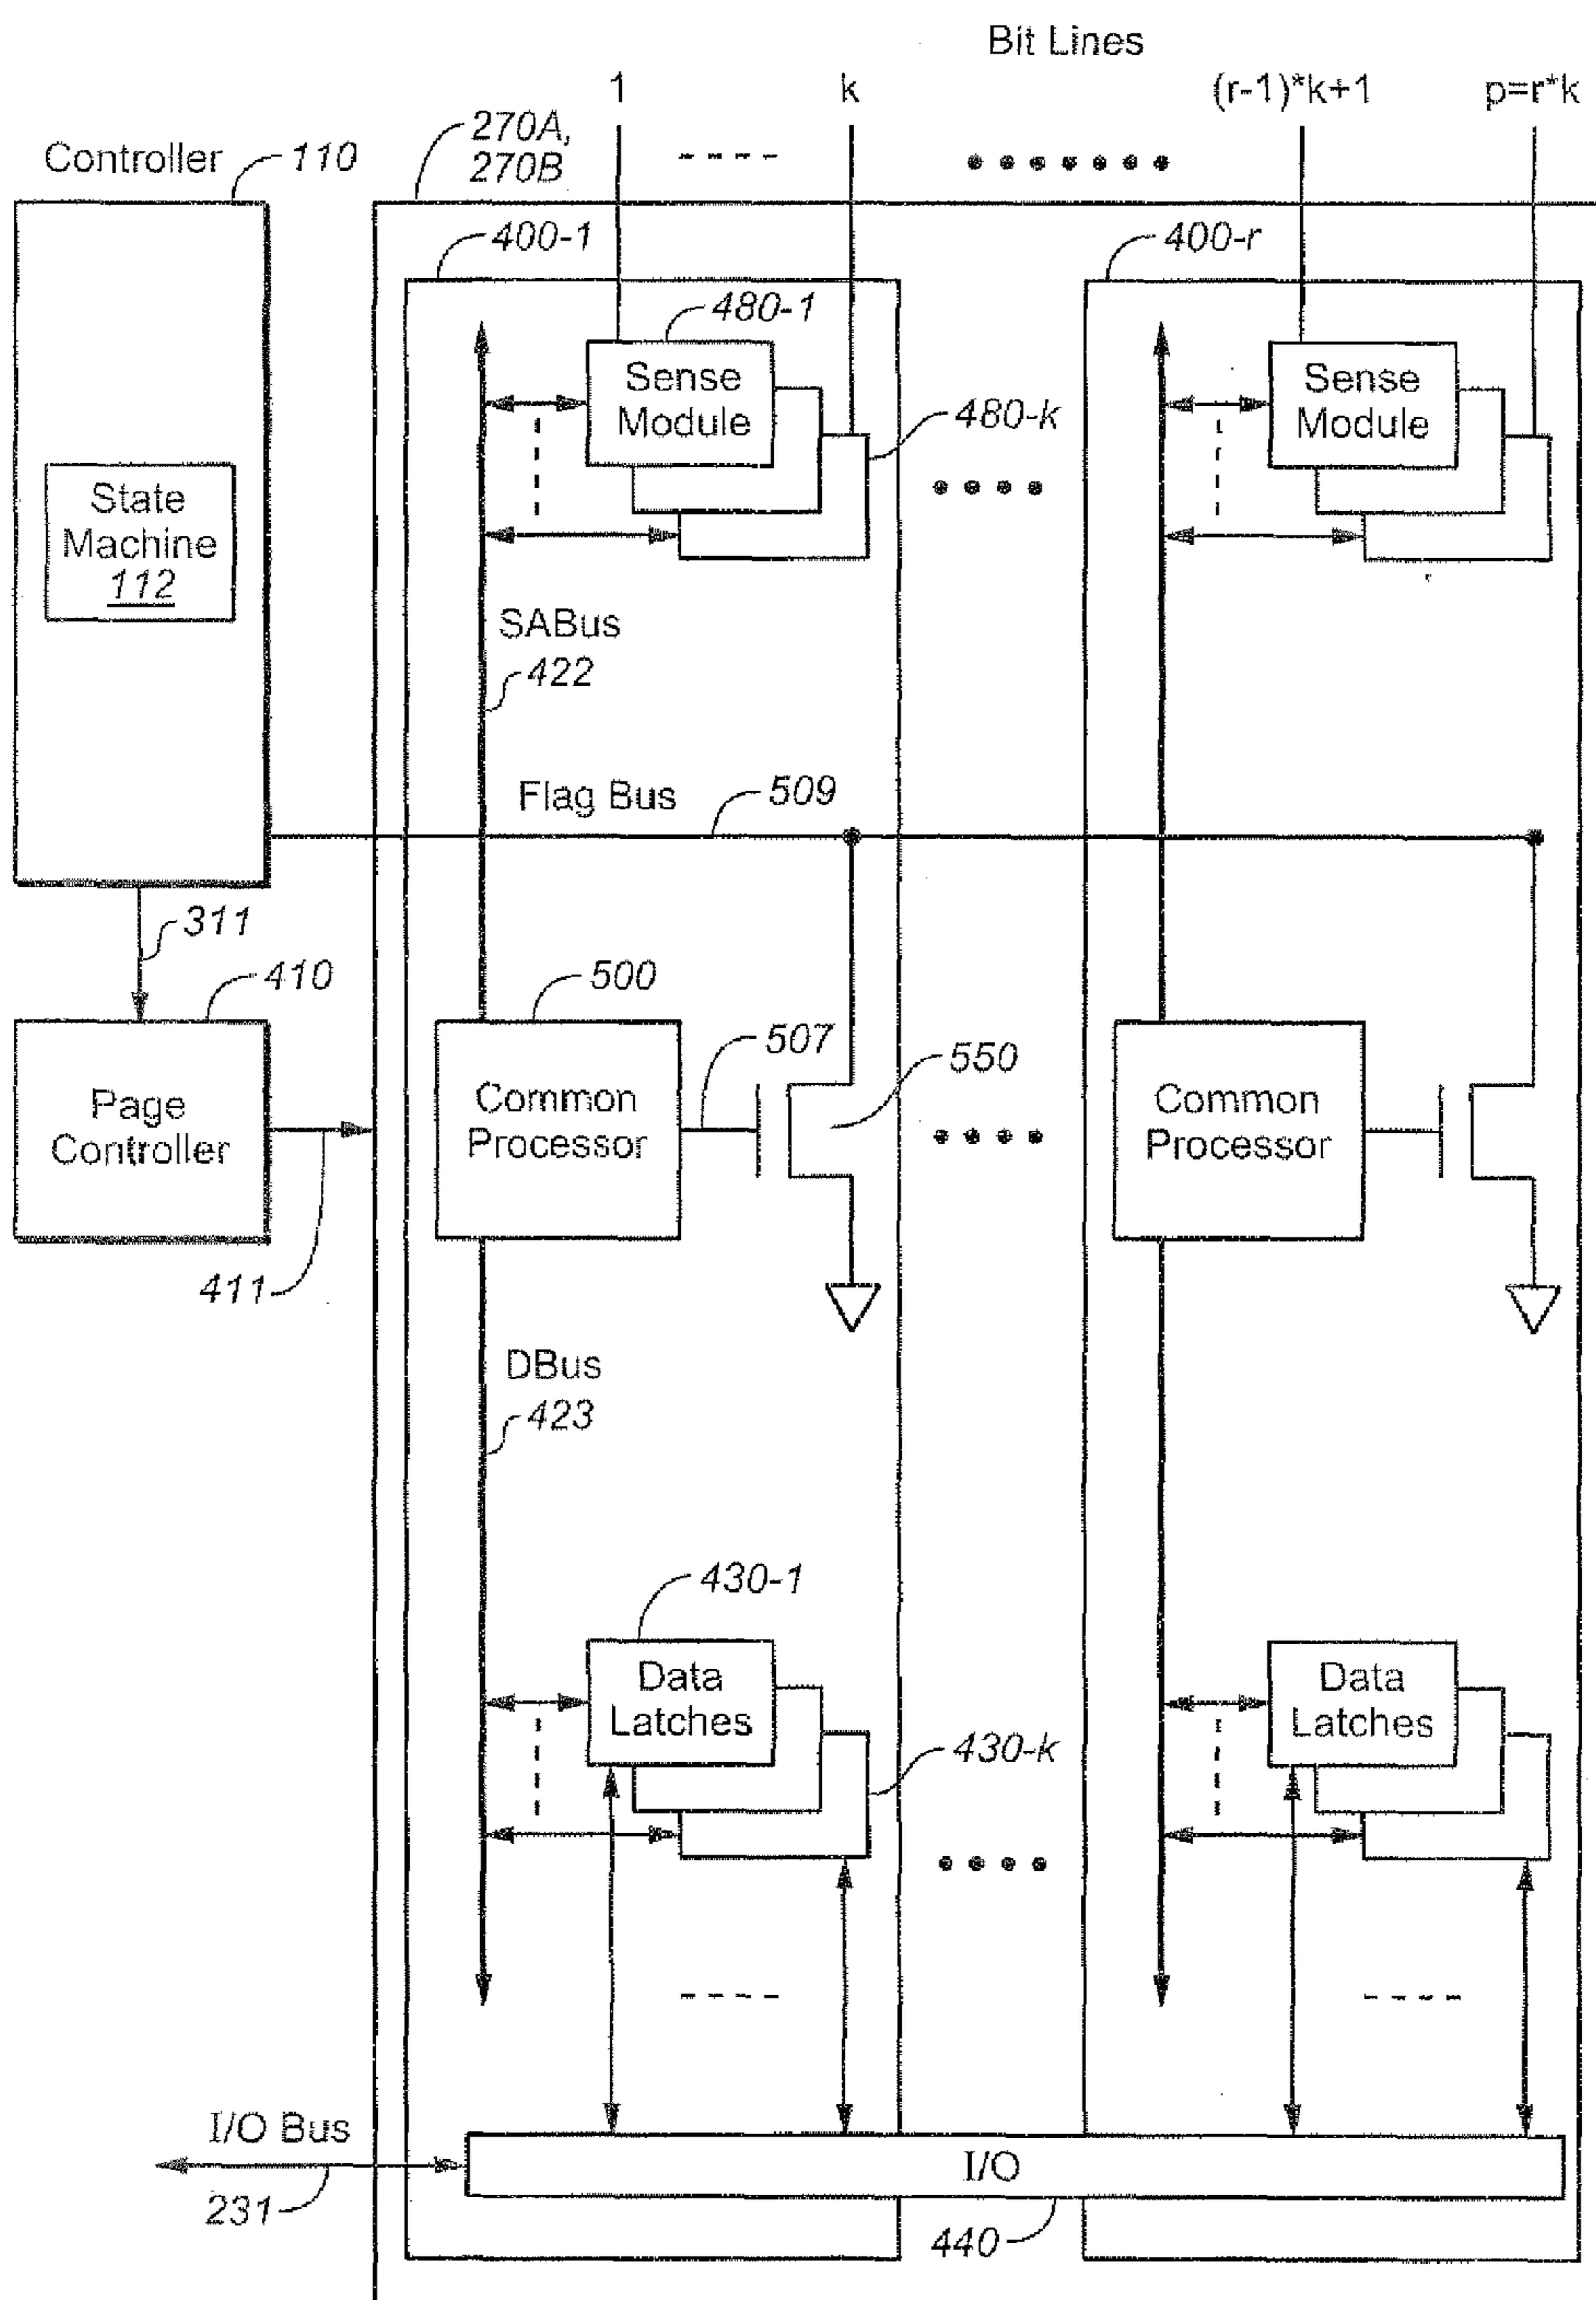 Bit Lines
1
k
(r-1)*k+1
p=r*k
Controller
110
270A,
270B
400-1
400-r
480-1
Sense
Module
480-k
Sense
Module
State
Machine
112
SABus
422
Flag Bus
509
311
410
500
507
550
Page
Controller
Common
Processor
Common
Processor
411
DBus
423
430-1
Data
Latches
430-k
Data
Latches
I/O Bus
231
I/O
440